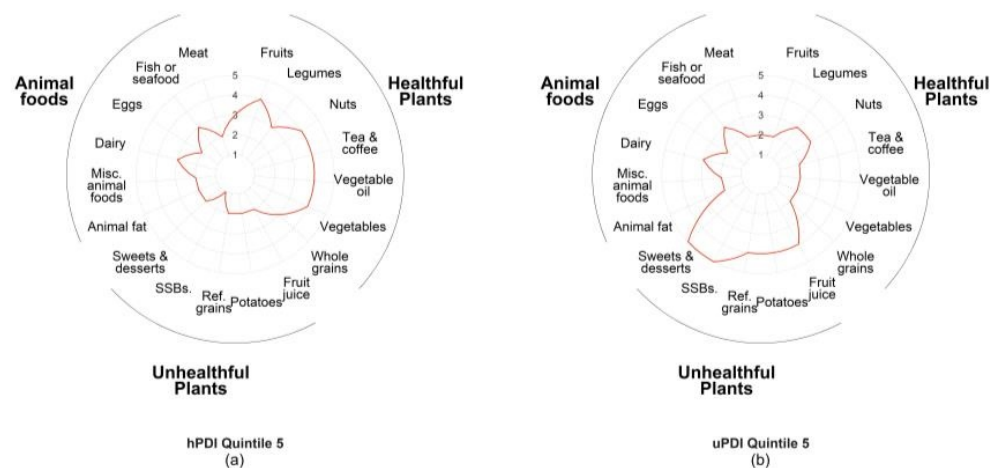 Animal
foods
Meat
Fish or
seafood
Eggs
Dairy
Misc.
animal
foods
Animal fat
Sweets &
desserts
SSBs.
Ref.
grains
Potatoes
Fruit
juice
Whole
grains
Vegetables
Vegetable
oil
Tea &
coffee
Nuts
Legumes
Fruits
5
4
3
2
1
Healthful
Plants
Unhealthful
Plants
hPDI Quintile 5
(a)
Animal
foods
Meat
Fish or
seafood
Eggs
Dairy
Misc.
animal
foods
Animal fat
Sweets &
desserts
SSBs.
Ref.
grains
Potatoes
Fruit
juice
Whole
grains
Vegetables
Vegetable
oil
Tea &
coffee
Nuts
Legumes
Fruits
5
4
3
2
1
Healthful
Plants
Unhealthful
Plants
uPDI Quintile 5
(b)